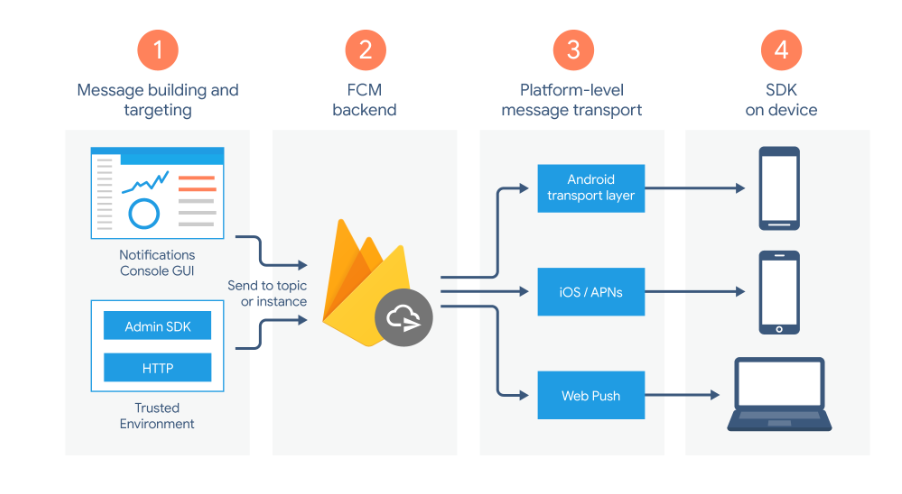 1
Message building and
targeting
2
FCM
backend
3
Platform-level
message transport
4
SDK
on device
Notifications
Console GUI
Send to topic
or instance
Admin SDK
HTTP
Trusted
Environment
Android
transport layer
iOS / APNs
Web Push